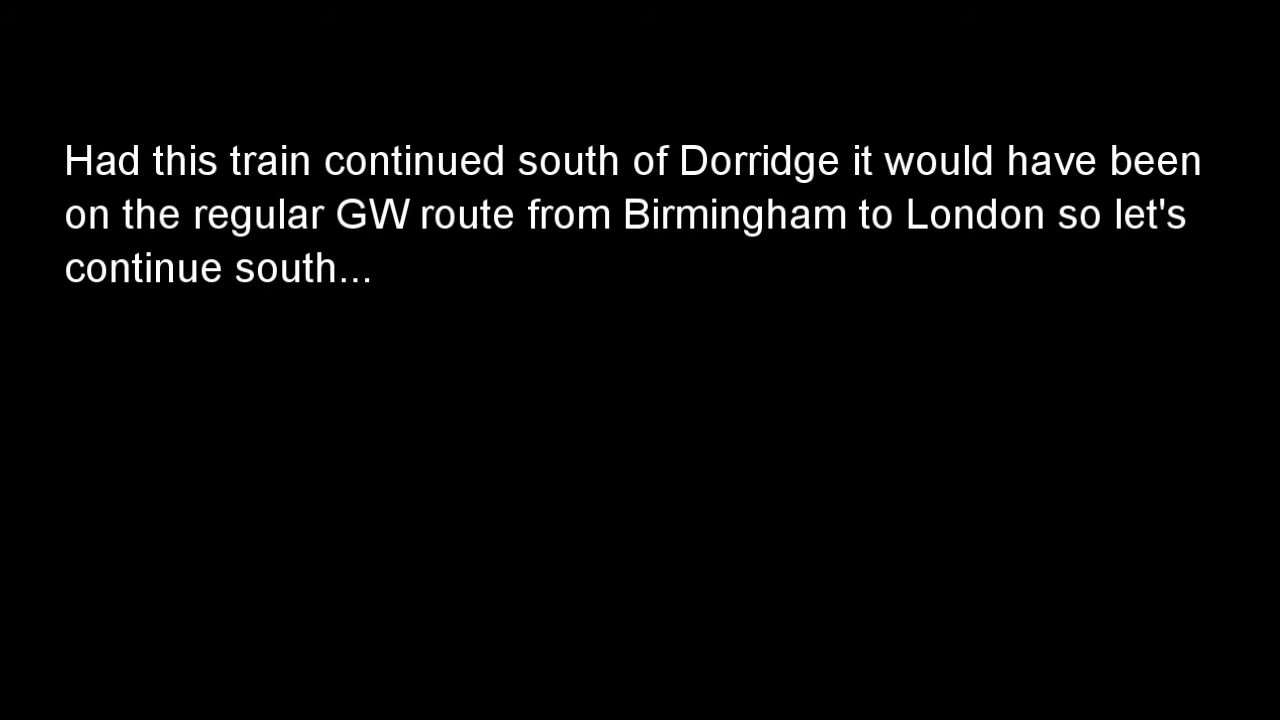 Had this train continued south of Dorridge it would have been
on the regular GW route from Birmingham to London so let's
continue south...